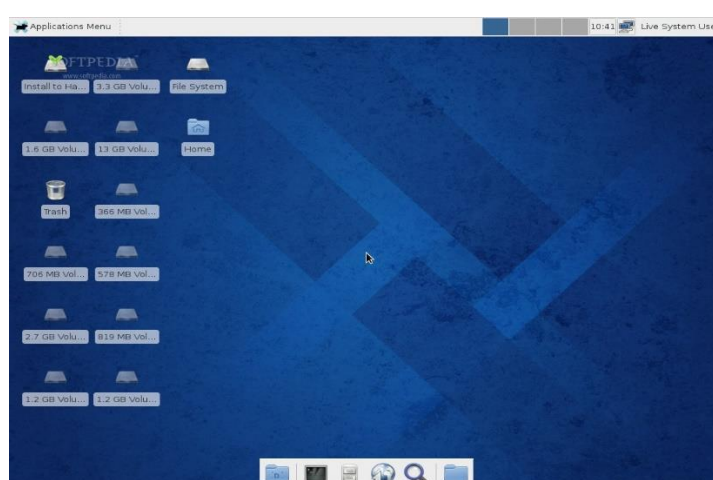 Applications Menu
10:41
Live System Use
SOFTPEDIA
www.softpedia.com
Install to Ha...
3.3 GB Volu...
File System
1.6 GB Volu...
13 GB Volu...
Home
Trash
366 MB Vol...
706 MB Vol...
578 MB Vol...
2.7 GB Volu...
819 MB Vol...
1.2 GB Volu...
1.2 GB Volu...